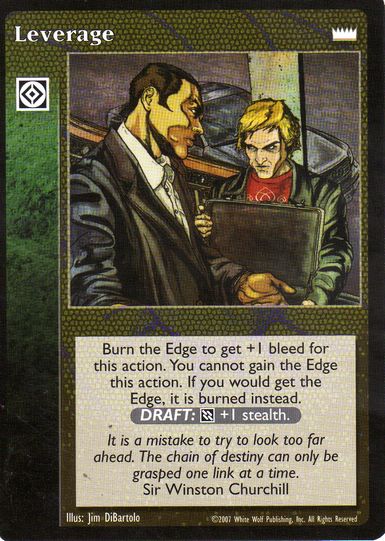 Leverage
Burn the Edge to get +1 bleed for
this action. You cannot gain the Edge
this action. If you would get the
Edge, it is burned instead.
DRAFT: +1 stealth.
It is a mistake to try to look too far
ahead. The chain of destiny can only be
grasped one link at a time.
Sir Winston Churchill
Illus: Jim DiBartolo
©2007 White Wolf Publishing, Inc. All Rights Reserved